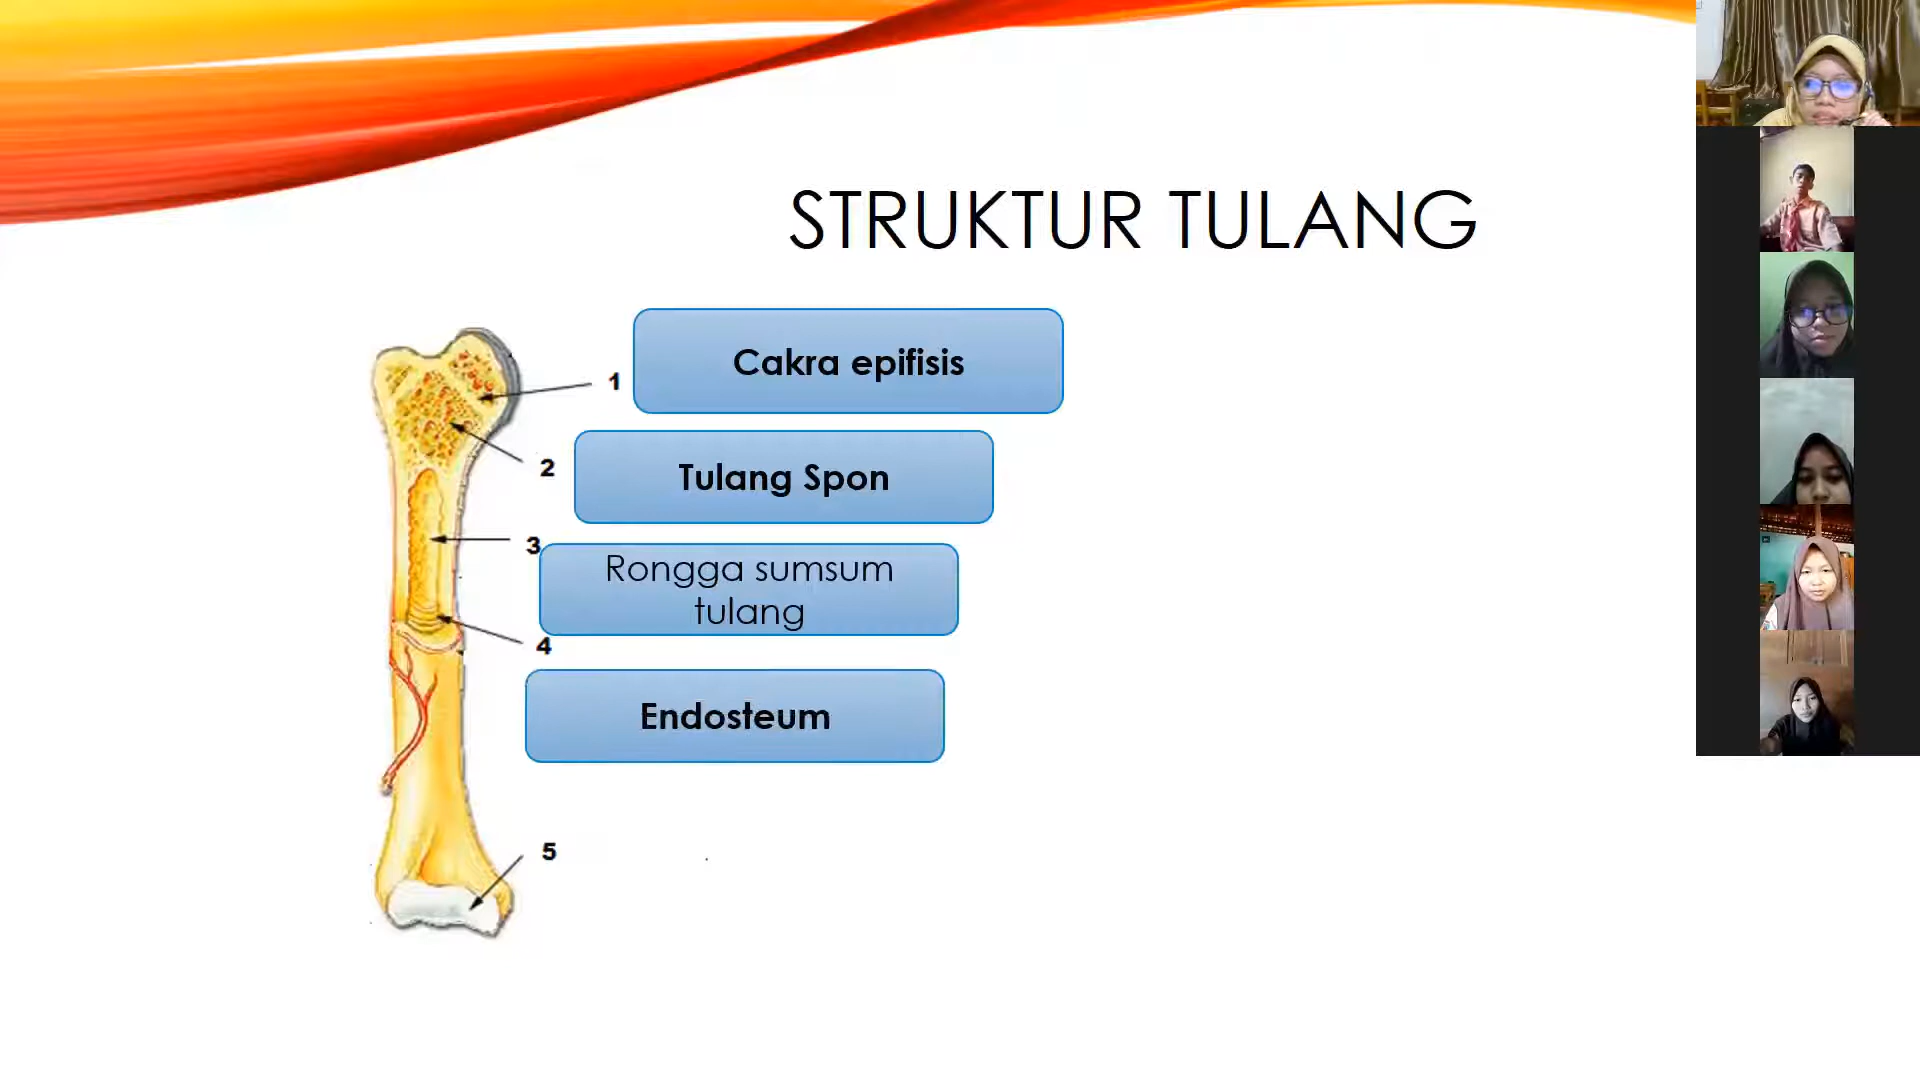 STRUKTUR TULANG
1
Cakra epifisis
2
Tulang Spon
3
Rongga sumsum
tulang
4
Endosteum
5